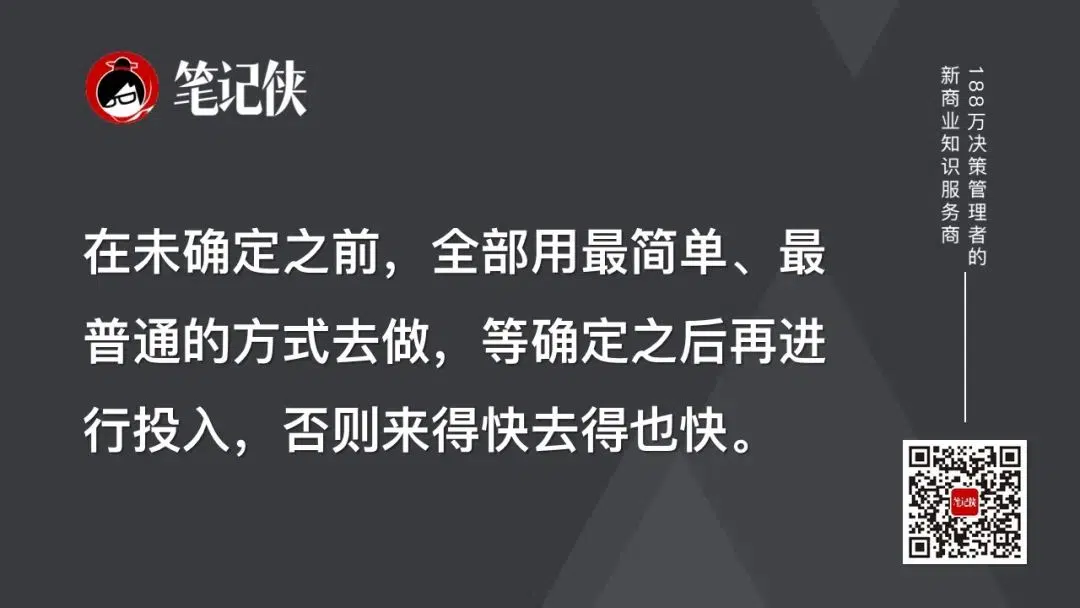 笔记侠
188万决策管理者的
新商业知识服务商
在未确定之前，全部用最简单、最
普通的方式去做，等确定之后再进
行投入，否则来得快去得也快。
笔记侠